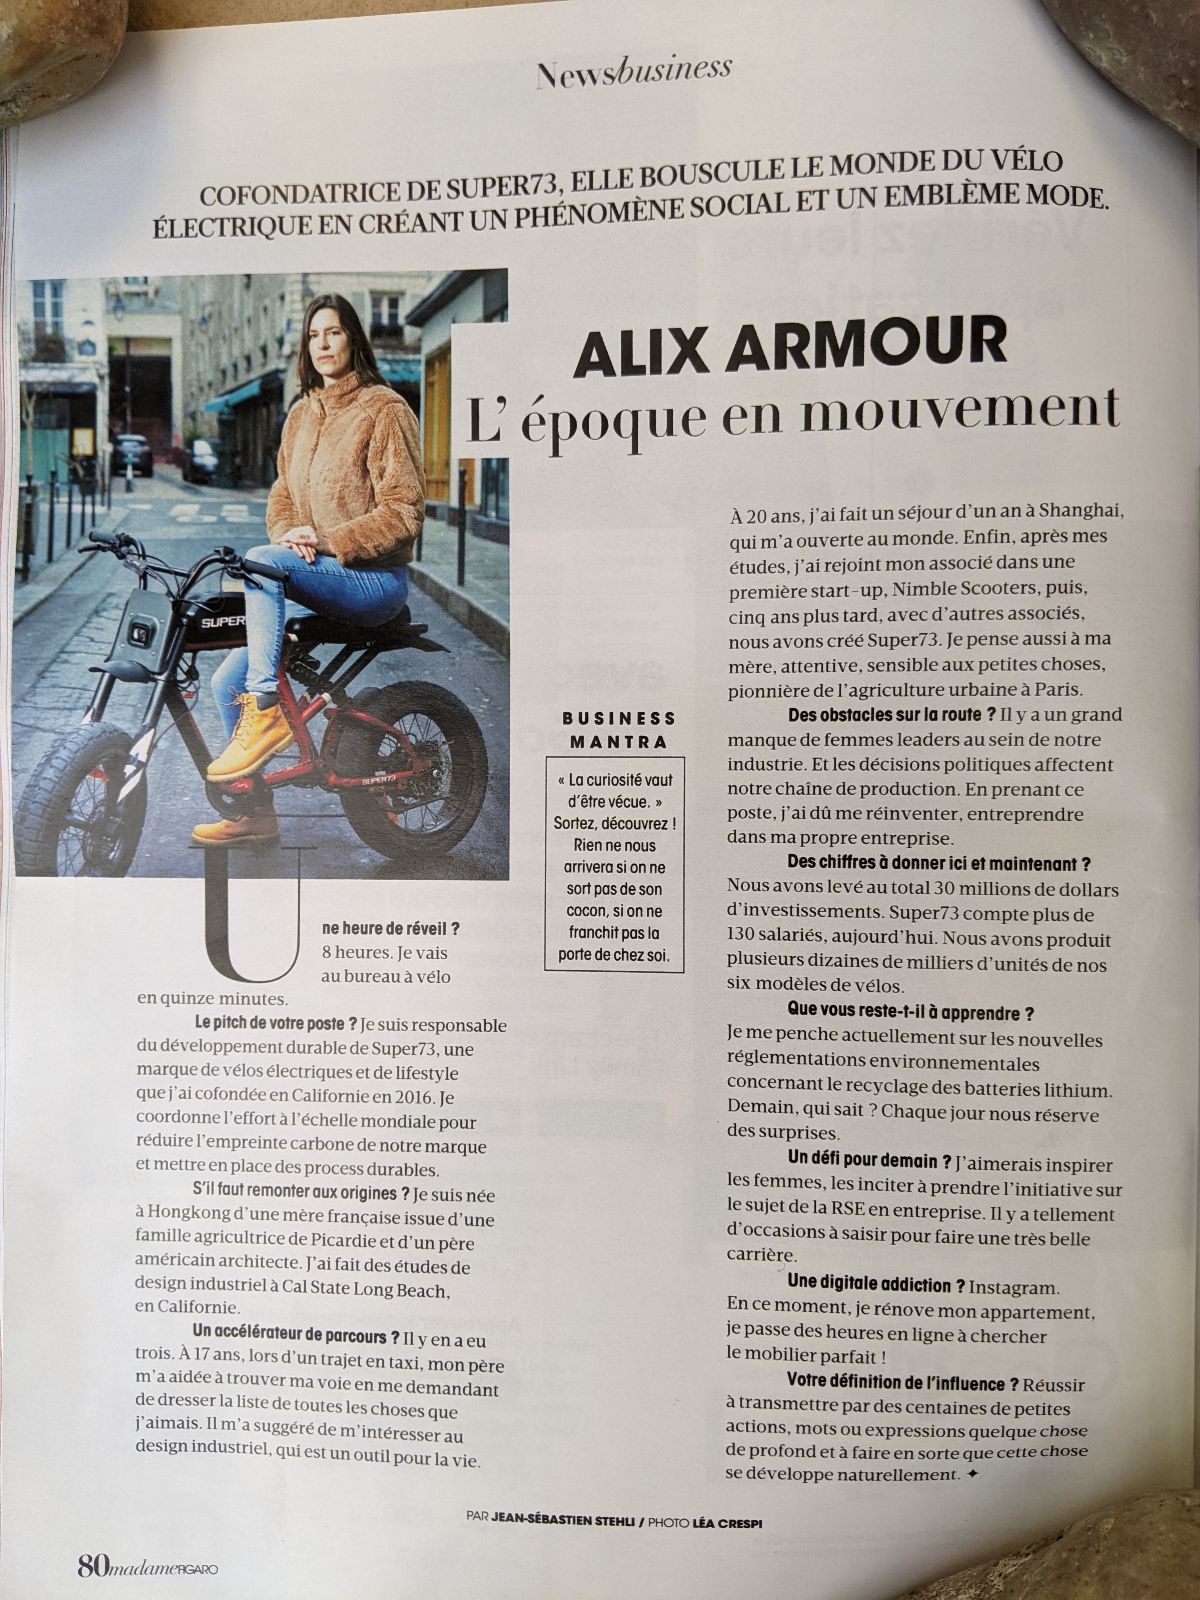 Newsbusiness
COFONDATRICE DE SUPER73, ELLE BOUSCULE LE MONDE DU VÉLO
ÉLECTRIQUE EN CRÉANT UN PHÉNOMÈNE SOCIAL ET UN EMBLÈME MODE.
ALIX ARMOUR
L'époque en mouvement
SUPER
SUPER73
Une heure de réveil ?
8 heures. Je vais
au bureau à vélo
en quinze minutes.
Le pitch de votre poste ? Je suis responsable
du développement durable de Super73, une
marque de vélos électriques et de lifestyle
que j'ai cofondée en Californie en 2016. Je
coordonne l'effort à l'échelle mondiale pour
réduire l'empreinte carbone de notre marque
et mettre en place des process durables.
S'il faut remonter aux origines ? Je suis née
à Hongkong d'une mère française issue d'une
famille agricultrice de Picardie et d'un père
américain architecte. J'ai fait des études de
design industriel à Cal State Long Beach,
en Californie.
Un accélérateur de parcours ? Il y en a eu
trois. À 17 ans, lors d'un trajet en taxi, mon père
m'a aidée à trouver ma voie en me demandant
de dresser la liste de toutes les choses que
j'aimais. Il m'a suggéré de m'intéresser au
design industriel, qui est un outil pour la vie.
BUSINESS
MANTRA
« La curiosité vaut
d'être vécue. »
Sortez, découvrez !
Rien ne nous
arrivera si on ne
sort pas de son
cocon, si on ne
franchit pas la
porte de chez soi.
À 20 ans, j'ai fait un séjour d'un an à Shanghai,
qui m'a ouverte au monde. Enfin, après mes
études, j'ai rejoint mon associé dans une
première start-up, Nimble Scooters, puis,
cinq ans plus tard, avec d'autres associés,
nous avons créé Super73. Je pense aussi à ma
mère, attentive, sensible aux petites choses,
pionnière de l'agriculture urbaine à Paris.
Des obstacles sur la route ? Il y a un grand
manque de femmes leaders au sein de notre
industrie. Et les décisions politiques affectent
notre chaîne de production. En prenant ce
poste, j'ai dû me réinventer, entreprendre
dans ma propre entreprise.
Des chiffres à donner ici et maintenant ?
Nous avons levé au total 30 millions de dollars
d'investissements. Super73 compte plus de
130 salariés, aujourd'hui. Nous avons produit
plusieurs dizaines de milliers d'unités de nos
six modèles de vélos.
Que vous reste-t-il à apprendre ?
Je me penche actuellement sur les nouvelles
réglementations environnementales
concernant le recyclage des batteries lithium.
Demain, qui sait ? Chaque jour nous réserve
des surprises.
Un défi pour demain ? J'aimerais inspirer
les femmes, les inciter à prendre l'initiative sur
le sujet de la RSE en entreprise. Il y a tellement
d'occasions à saisir pour faire une très belle
carrière.
Une digitale addiction ? Instagram.
En ce moment, je rénove mon appartement,
je passe des heures en ligne à chercher
le mobilier parfait !
Votre définition de l'influence ? Réussir
à transmettre par des centaines de petites
actions, mots ou expressions quelque chose
de profond et à faire en sorte que cette chose
se développe naturellement. ✦
PAR JEAN-SÉBASTIEN STEHLI / PHOTO LÉA CRESPI
80 madame FIGARO